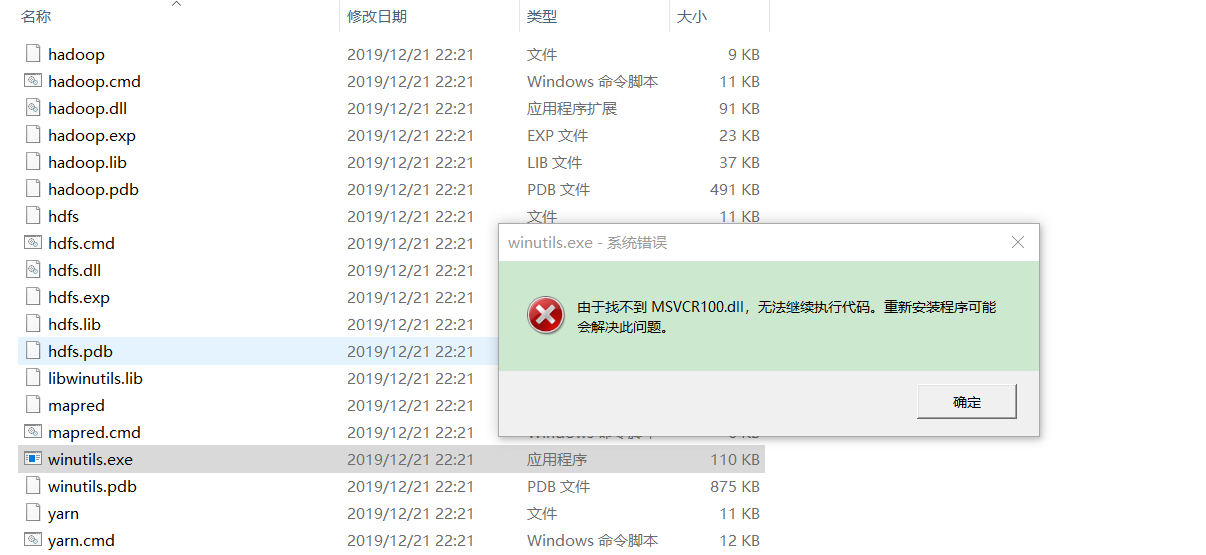 名称 修改日期 类型 大小
hadoop 2019/12/21 22:21 文件 9 KB
hadoop.cmd 2019/12/21 22:21 Windows 命令脚本 11 KB
hadoop.dll 2019/12/21 22:21 应用程序扩展 91 KB
hadoop.exp 2019/12/21 22:21 EXP 文件 23 KB
hadoop.lib 2019/12/21 22:21 LIB 文件 37 KB
hadoop.pdb 2019/12/21 22:21 PDB 文件 491 KB
hdfs 2019/12/21 22:21 文件 11 KB
hdfs.cmd 2019/12/21 22:21
hdfs.dll 2019/12/21 22:21
hdfs.exp 2019/12/21 22:21
hdfs.lib 2019/12/21 22:21
hdfs.pdb 2019/12/21 22:21
libwinutils.lib 2019/12/21 22:21
mapred 2019/12/21 22:21
mapred.cmd 2019/12/21 22:21 Windows 命令脚本
winutils.exe 2019/12/21 22:21 应用程序 110 KB
winutils.pdb 2019/12/21 22:21 PDB 文件 875 KB
yarn 2019/12/21 22:21 文件 11 KB
yarn.cmd 2019/12/21 22:21 Windows 命令脚本 12 KB
winutils.exe - 系统错误
由于找不到 MSVCR100.dll，无法继续执行代码。重新安装程序可能
会解决此问题。
确定